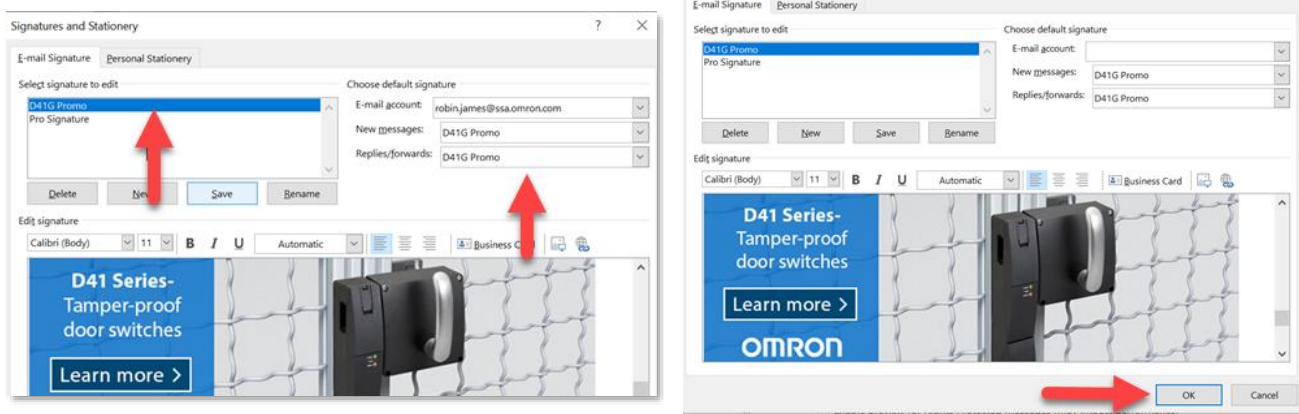 Signatures and Stationery ? ×
E-mail Signature Personal Stationery
Select signature to edit
D41G Promo
Pro Signature
Delete New Save Rename
Choose default signature
E-mail account: robin.james@ssa.omron.com
New messages: D41G Promo
Replies/forwards: D41G Promo
Edit signature
Calibri (Body) 11 B I U Automatic Business Card
D41 Series-
Tamper-proof
door switches
Learn more >
E-mail Signature Personal Stationery
Select signature to edit
D41G Promo
Pro Signature
Delete New Save Rename
Choose default signature
E-mail account:
New messages: D41G Promo
Replies/forwards: D41G Promo
Edit signature
Calibri (Body) 11 B I U Automatic Business Card
D41 Series-
Tamper-proof
door switches
Learn more >
OMRON
OK Cancel